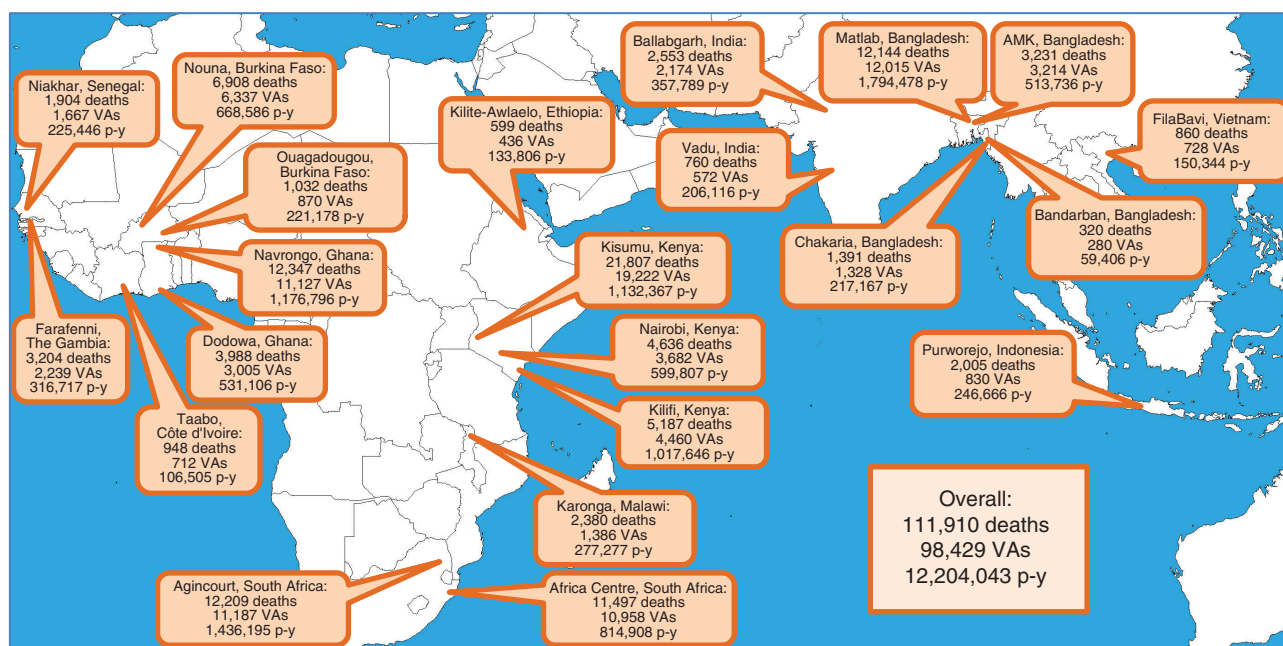 Niakhar, Senegal:
1,904 deaths
1,667 VAs
225,446 p-y
Nouna, Burkina Faso:
6,908 deaths
6,337 VAs
668,586 p-y
Ouagadougou,
Burkina Faso:
1,032 deaths
870 VAs
221,178 p-y
Navrongo, Ghana:
12,347 deaths
11,127 VAs
1,176,796 p-y
Farafenni,
The Gambia:
3,204 deaths
2,239 VAs
316,717 p-y
Dodowa, Ghana:
3,988 deaths
3,005 VAs
531,106 p-y
Taabo,
Côte d'Ivoire:
948 deaths
712 VAs
106,505 p-y
Kilite-Awlaelo, Ethiopia:
599 deaths
436 VAs
133,806 p-y
Kisumu, Kenya:
21,807 deaths
19,222 VAs
1,132,367 p-y
Nairobi, Kenya:
4,636 deaths
3,682 VAs
599,807 p-y
Kilifi, Kenya:
5,187 deaths
4,460 VAs
1,017,646 p-y
Karonga, Malawi:
2,380 deaths
1,386 VAs
277,277 p-y
Agincourt, South Africa:
12,209 deaths
11,187 VAs
1,436,195 p-y
Africa Centre, South Africa:
11,497 deaths
10,958 VAs
814,908 p-y
Ballabgarh, India:
2,553 deaths
2,174 VAs
357,789 p-y
Matlab, Bangladesh:
12,144 deaths
12,015 VAs
1,794,478 p-y
AMK, Bangladesh:
3,231 deaths
3,214 VAs
513,736 p-y
Vadu, India:
760 deaths
572 VAs
206,116 p-y
FilaBavi, Vietnam:
860 deaths
728 VAs
150,344 p-y
Chakaria, Bangladesh:
1,391 deaths
1,328 VAs
217,167 p-y
Bandarban, Bangladesh:
320 deaths
280 VAs
59,406 p-y
Purworejo, Indonesia:
2,005 deaths
830 VAs
246,666 p-y
Overall:
111,910 deaths
98,429 VAs
12,204,043 p-y